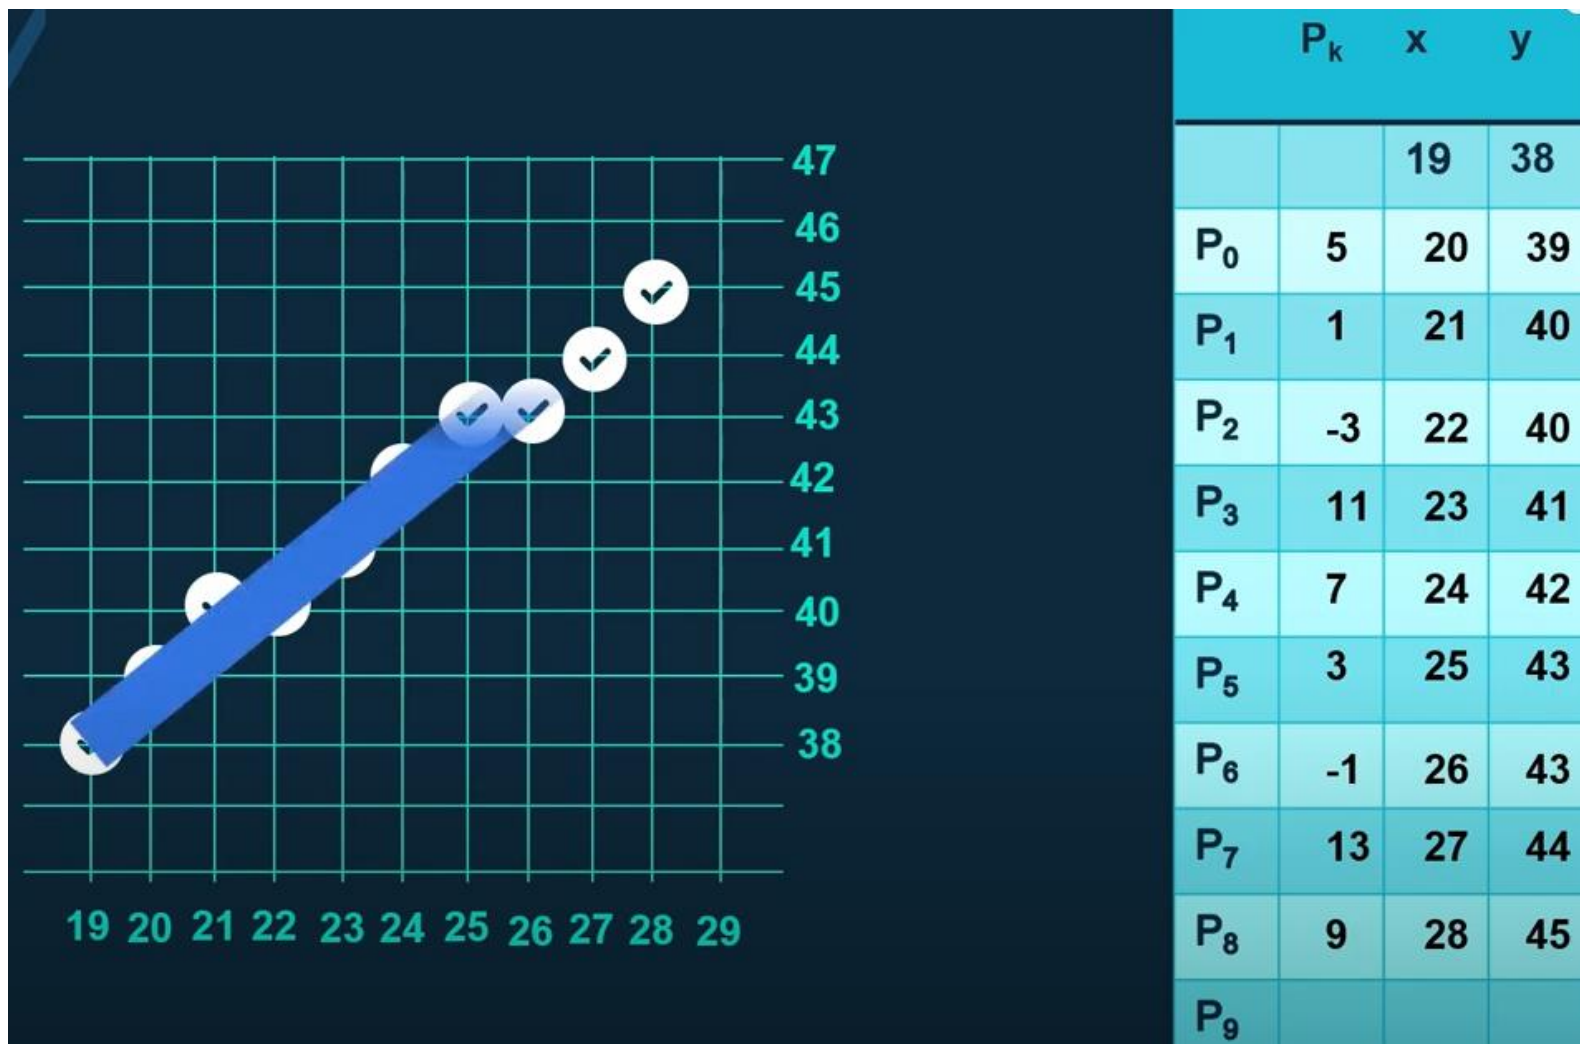 47
46
45
44
43
42
41
40
39
38
19 20 21 22 23 24 25 26 27 28 29
Pk x y
19 38
P0 5 20 39
P1 1 21 40
P2 -3 22 40
P3 11 23 41
P4 7 24 42
P5 3 25 43
P6 -1 26 43
P7 13 27 44
P8 9 28 45
P9